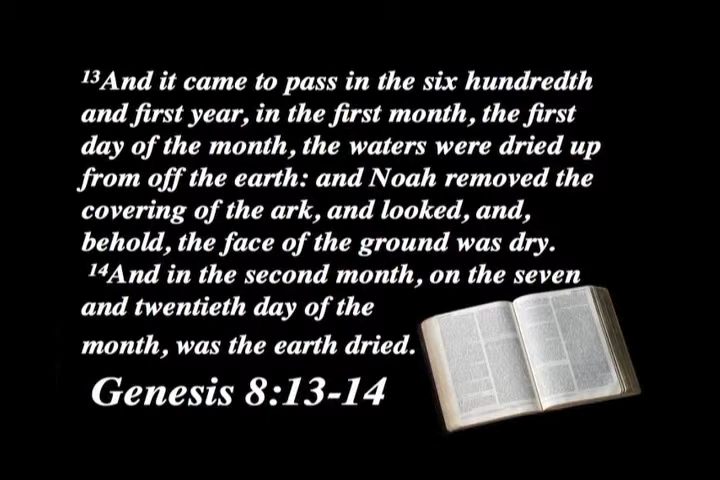 ¹³And it came to pass in the six hundredth
and first year, in the first month, the first
day of the month, the waters were dried up
from off the earth: and Noah removed the
covering of the ark, and looked, and,
behold, the face of the ground was dry.
¹⁴And in the second month, on the seven
and twentieth day of the
month, was the earth dried.
Genesis 8:13-14